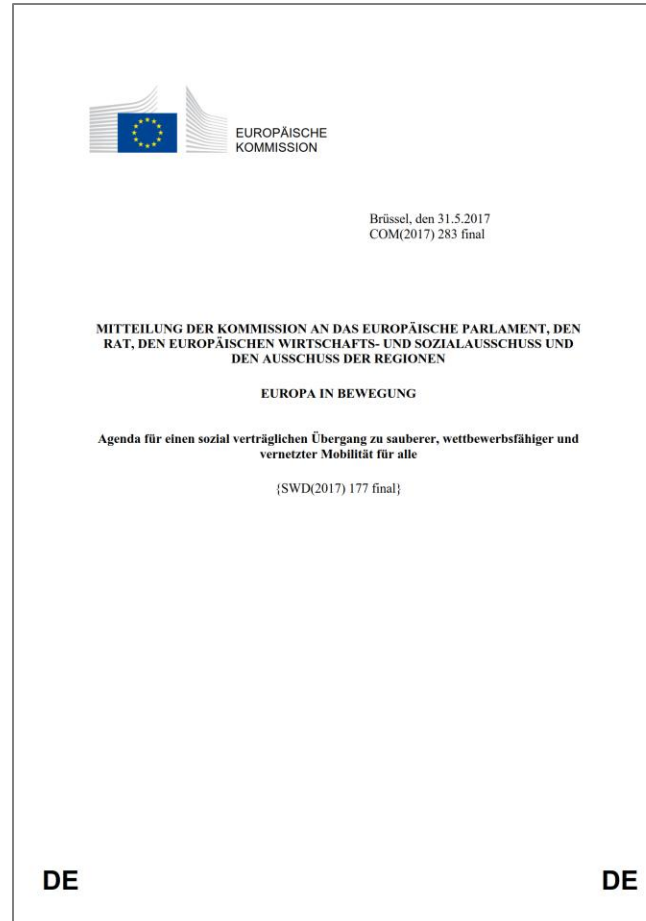 EUROPÄISCHE
KOMMISSION
Brüssel, den 31.5.2017
COM(2017) 283 final
MITTEILUNG DER KOMMISSION AN DAS EUROPÄISCHE PARLAMENT, DEN
RAT, DEN EUROPÄISCHEN WIRTSCHAFTS- UND SOZIALAUSSCHUSS UND
DEN AUSSCHUSS DER REGIONEN
EUROPA IN BEWEGUNG
Agenda für einen sozial verträglichen Übergang zu sauberer, wettbewerbsfähiger und
vernetzter Mobilität für alle
{SWD(2017) 177 final}
DE DE